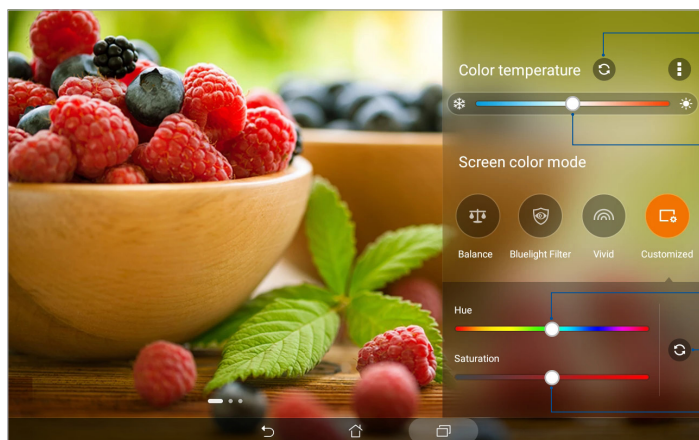 Color temperature
Screen color mode
Balance Bluelight Filter Vivid Customized
Hue
Saturation